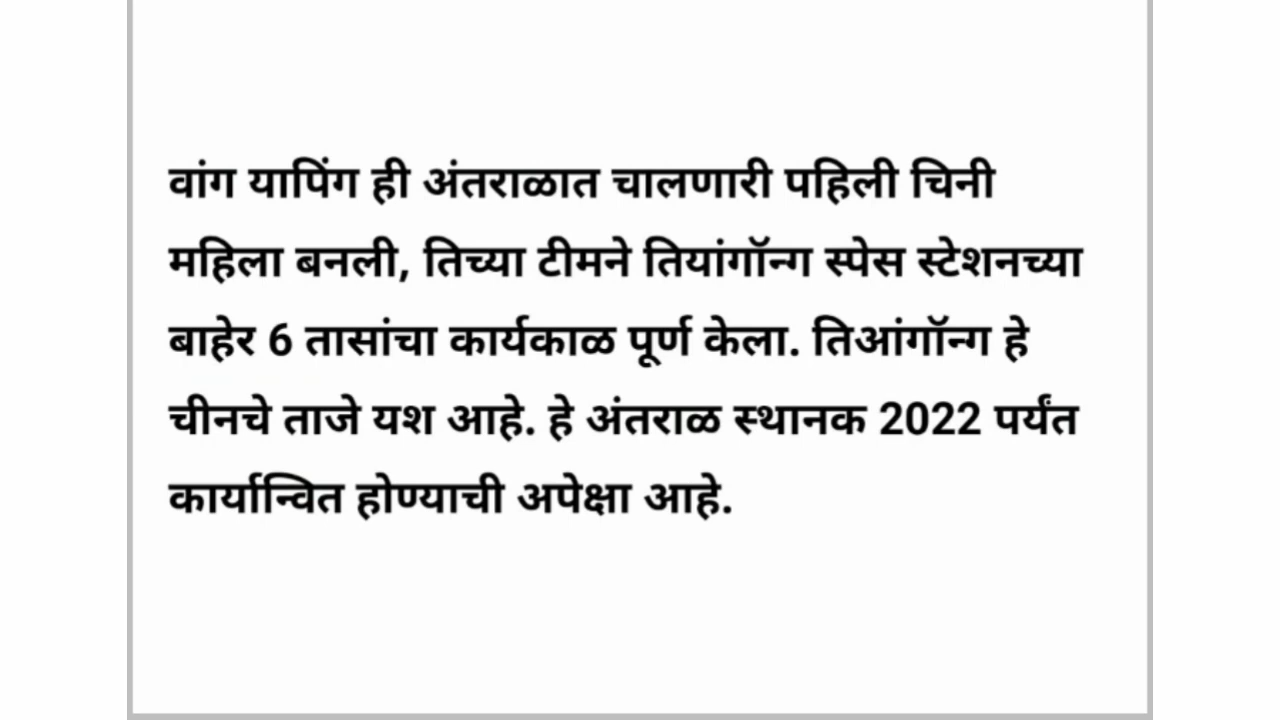 वांग यापिंग ही अंतराळात चालणारी पहिली चिनी
महिला बनली, तिच्या टीमने तियांगॉन्ग स्पेस स्टेशनच्या
बाहेर 6 तासांचा कार्यकाळ पूर्ण केला. तिआंगॉन्ग हे
चीनचे ताजे यश आहे. हे अंतराळ स्थानक 2022 पर्यंत
कार्यान्वित होण्याची अपेक्षा आहे.